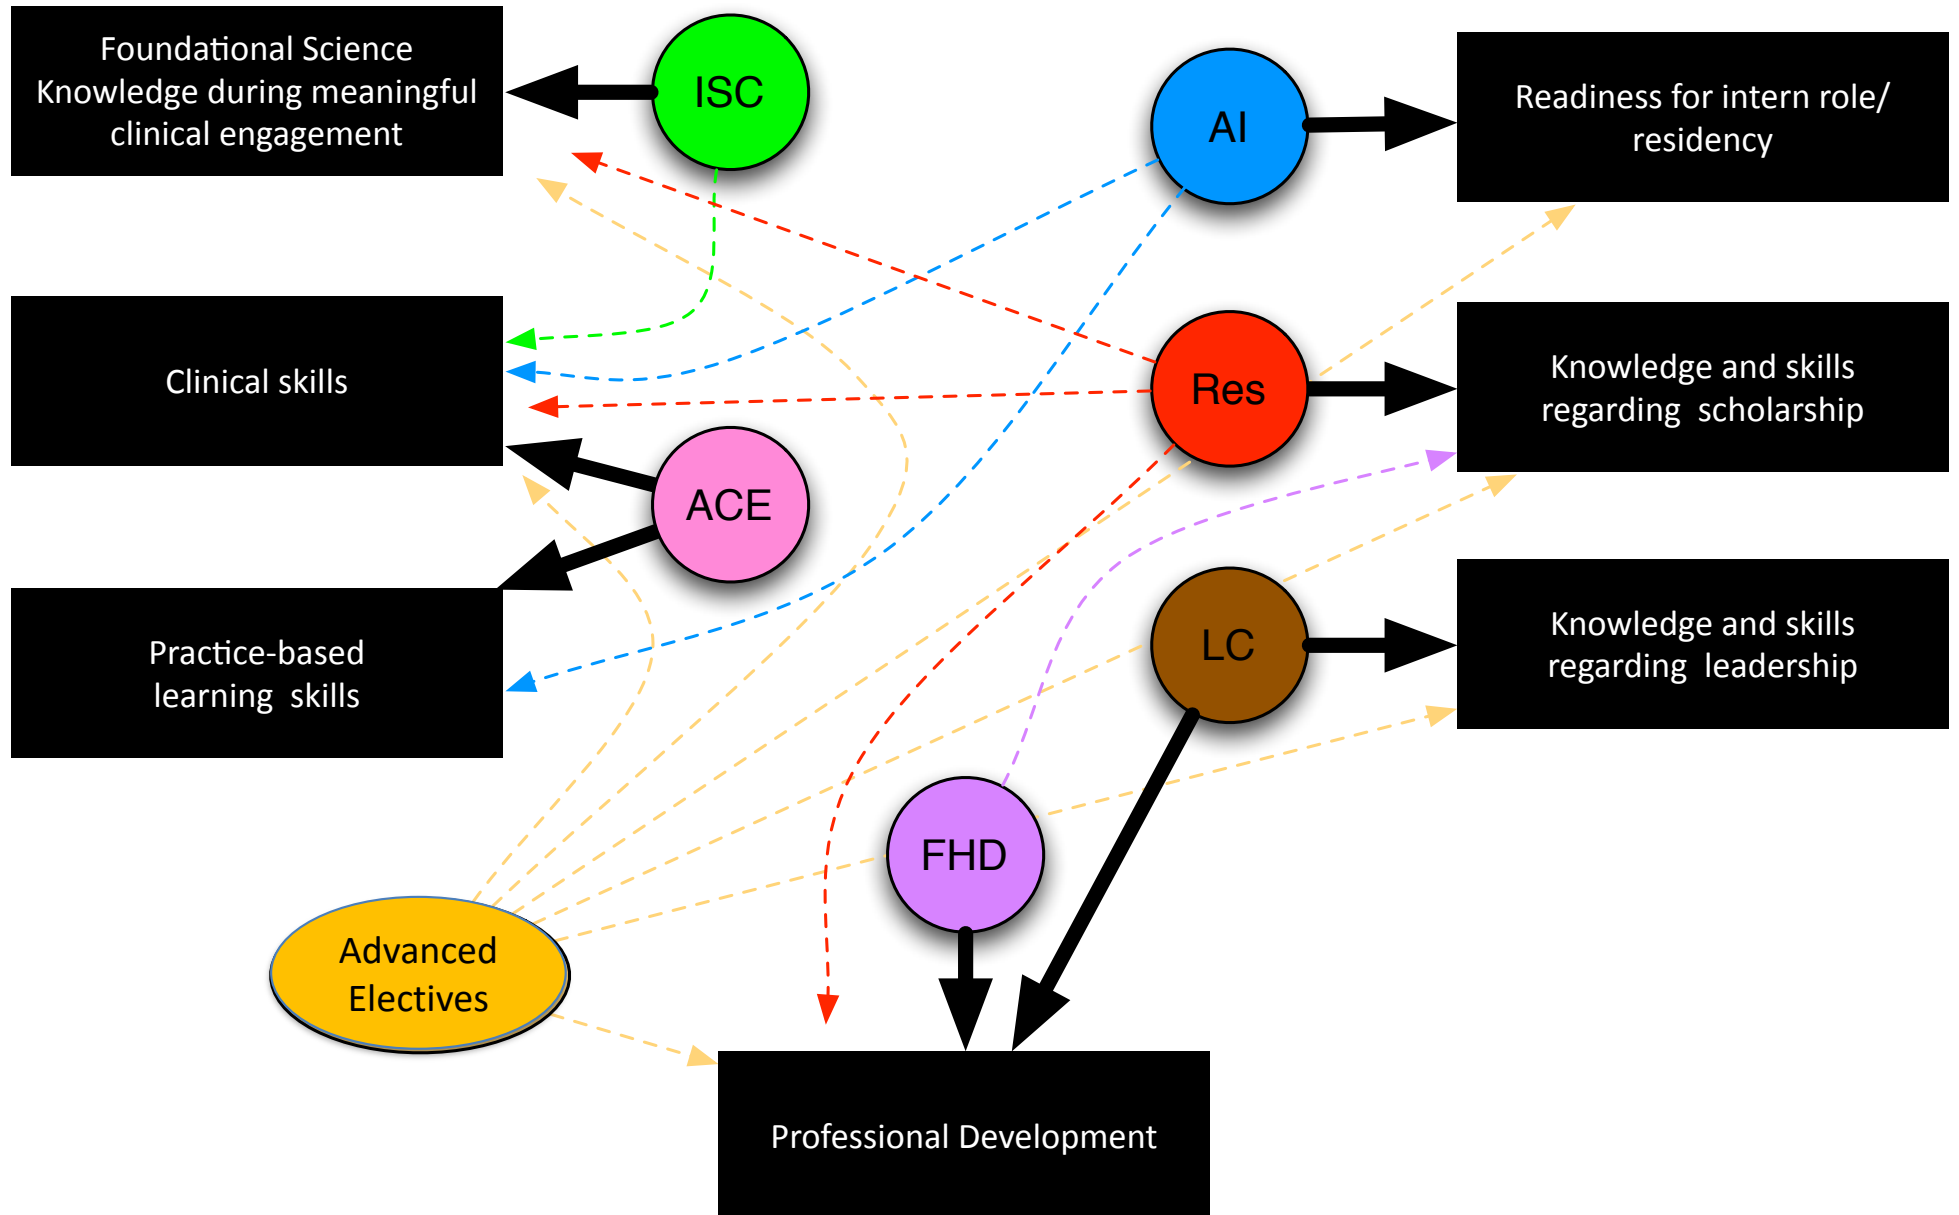 Foundational Science
Knowledge during meaningful
clinical engagement
ISC
AI
Readiness for intern role/
residency
Clinical skills
Res
Knowledge and skills
regarding scholarship
ACE
Practice-based
learning skills
LC
Knowledge and skills
regarding leadership
FHD
Advanced
Electives
Professional Development